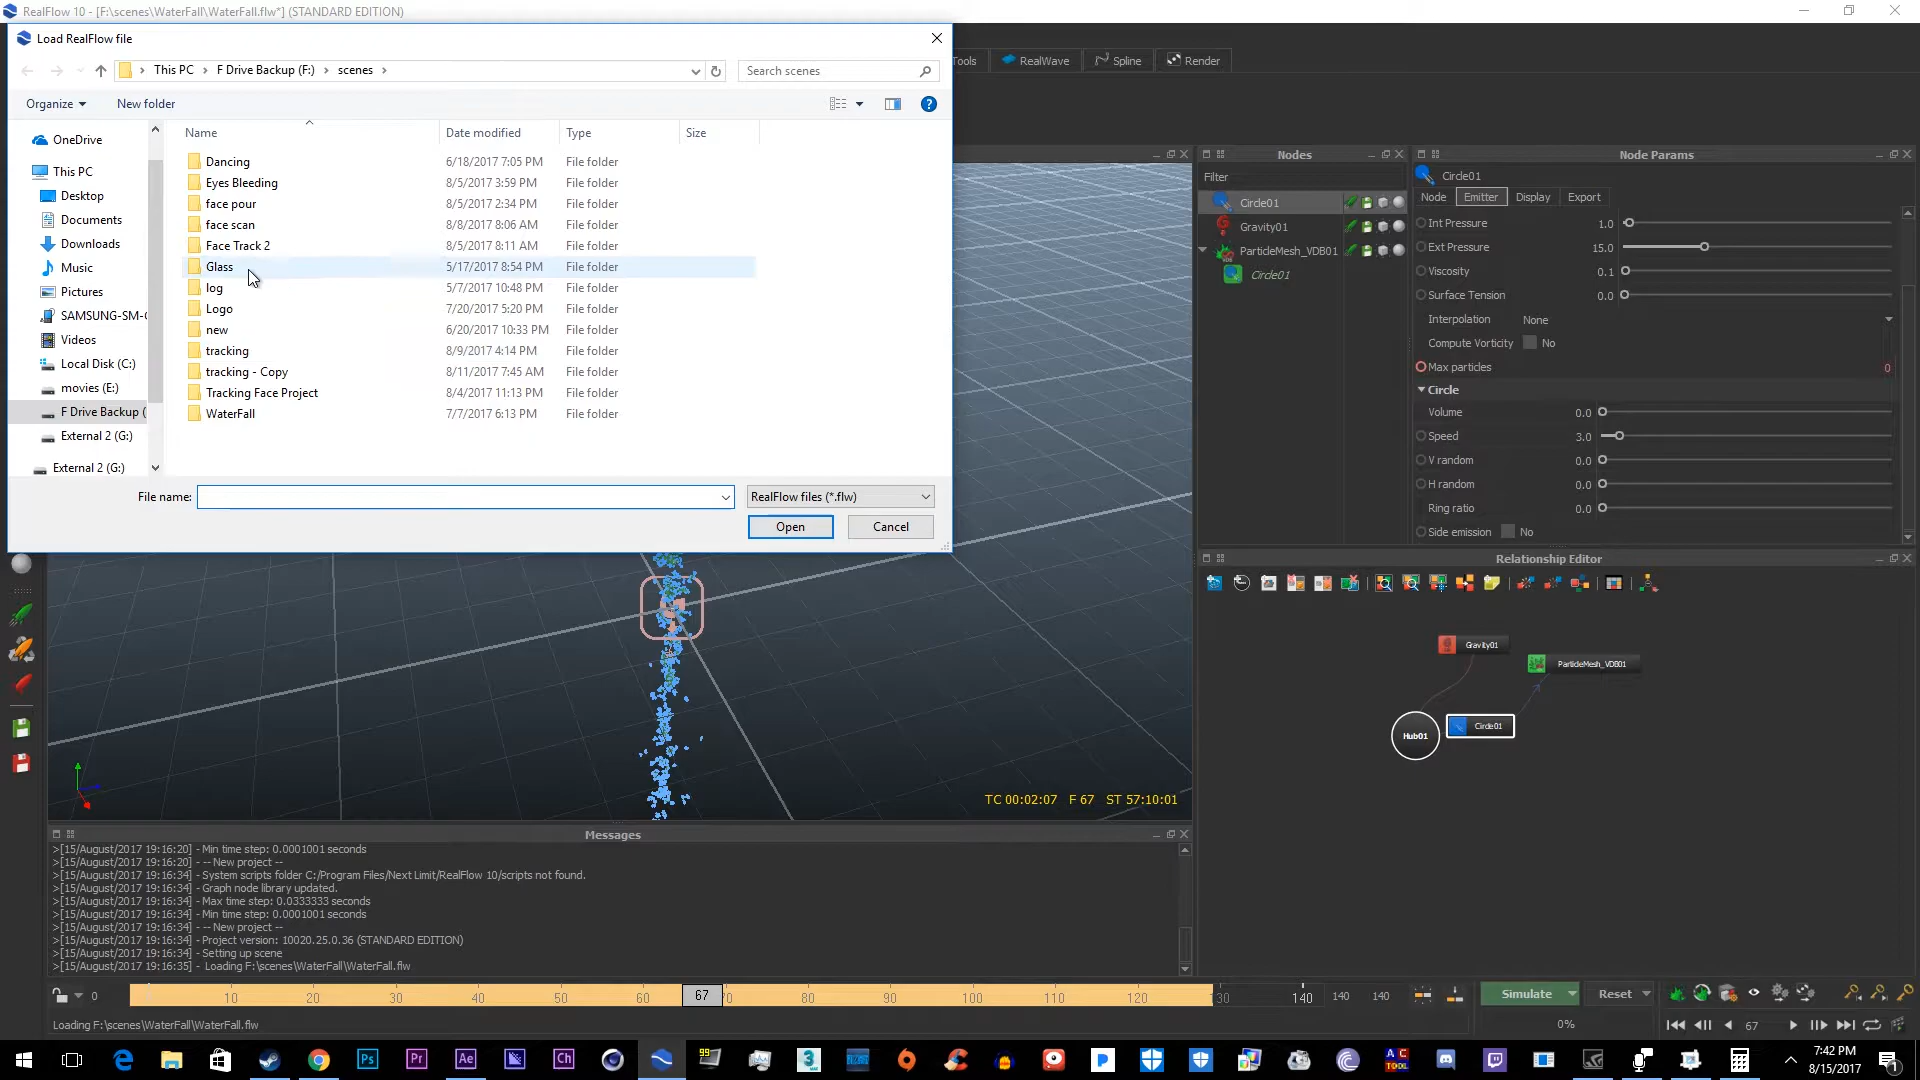 RealFlow 10 - [F:\scenes\WaterFall\WaterFall.flw*] (STANDARD EDITION)
Load RealFlow file
This PC > F Drive Backup (F:) > scenes >
Search scenes
Tools
RealWave
Spline
Render
Organize
New folder
Name
Date modified
Type
Size
OneDrive
This PC
Desktop
Documents
Downloads
Music
Pictures
SAMSUNG-SM-
Videos
Local Disk (C:)
movies (E:)
F Drive Backup (
External 2 (G:)
External 2 (G:)
Dancing 6/18/2017 7:05 PM File folder
Eyes Bleeding 8/5/2017 3:59 PM File folder
face pour 8/5/2017 2:34 PM File folder
face scan 8/8/2017 8:06 AM File folder
Face Track 2 8/5/2017 8:11 AM File folder
Glass 5/17/2017 8:54 PM File folder
log 5/7/2017 10:48 PM File folder
Logo 7/20/2017 5:20 PM File folder
new 6/20/2017 10:33 PM File folder
tracking 8/9/2017 4:14 PM File folder
tracking - Copy 8/11/2017 7:45 AM File folder
Tracking Face Project 8/4/2017 11:13 PM File folder
WaterFall 7/7/2017 6:13 PM File folder
File name:
RealFlow files (*.flw)
Open
Cancel
Nodes
Filter
Circle01
Gravity01
ParticleMesh_VDB01
Circle01
Node Params
Circle01
Node Emitter Display Export
Int Pressure 1.0
Ext Pressure 15.0
Viscosity 0.1
Surface Tension 0.0
Interpolation None
Compute Vorticity No
Max particles 0
Circle
Volume 0.0
Speed 3.0
V random 0.0
H random 0.0
Ring ratio 0.0
Side emission No
Relationship Editor
Gravity01
ParticleMesh_VDB01
Hub01
Circle01
TC 00:02:07 F 67 ST 57:10:01
Messages
>[15/August/2017 19:16:20] - Min time step: 0.0001001 seconds
>[15/August/2017 19:16:20] - -- New project --
>[15/August/2017 19:16:34] - System scripts folder C:/Program Files/Next Limit/RealFlow 10/scripts not found.
>[15/August/2017 19:16:34] - Graph node library updated.
>[15/August/2017 19:16:34] - Max time step: 0.0333333 seconds
>[15/August/2017 19:16:34] - Min time step: 0.0001001 seconds
>[15/August/2017 19:16:34] - -- New project --
>[15/August/2017 19:16:34] - Project version: 10020.25.0.36 (STANDARD EDITION)
>[15/August/2017 19:16:34] - Setting up scene
>[15/August/2017 19:16:35] - Loading F:\scenes\WaterFall\WaterFall.flw
0 10 20 30 40 50 60 67 70 80 90 100 110 120 130 140 140 140
Simulate
Reset
Loading F:\scenes\WaterFall\WaterFall.flw
0%
67
Ps
Pr
Ae
Ch
99
3
AC
TOOL
7:42 PM
8/15/2017
1